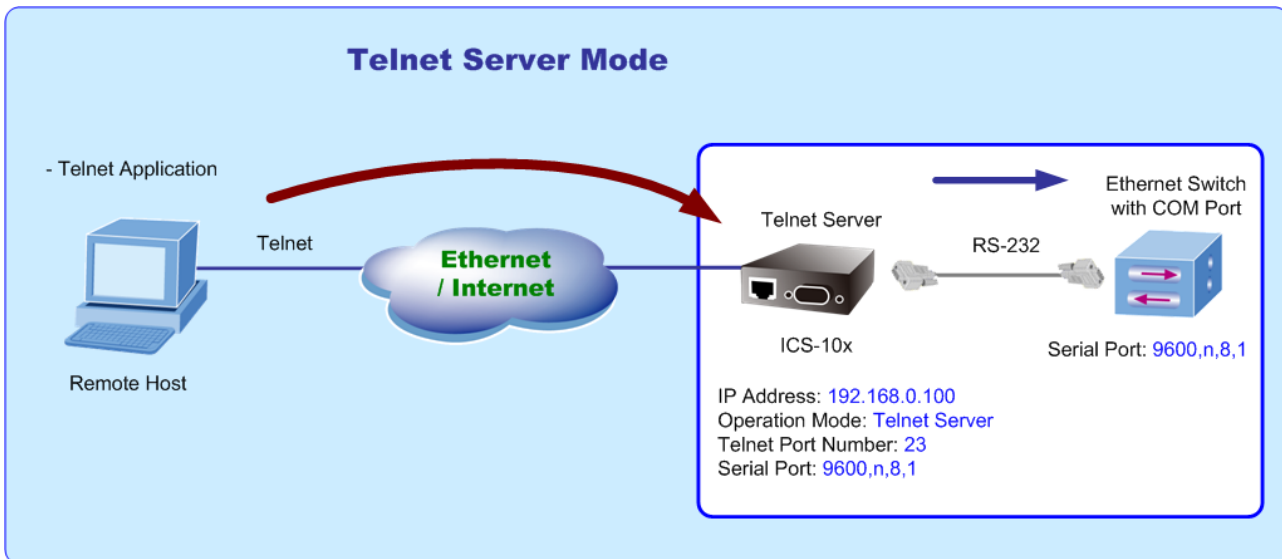 Telnet Server Mode
- Telnet Application
Telnet
Remote Host
Ethernet
/ Internet
Telnet Server
ICS-10x
RS-232
Ethernet Switch
with COM Port
Serial Port: 9600,n,8,1
IP Address: 192.168.0.100
Operation Mode: Telnet Server
Telnet Port Number: 23
Serial Port: 9600,n,8,1